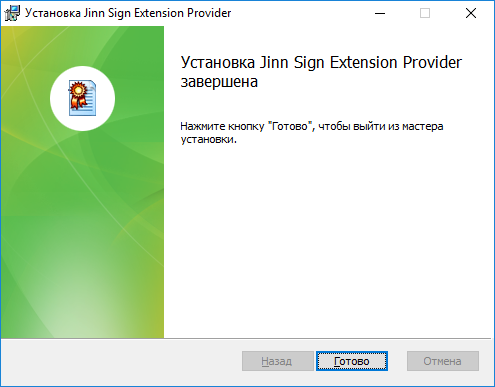 Установка Jinn Sign Extension Provider
Установка Jinn Sign Extension Provider
завершена
Нажмите кнопку "Готово", чтобы выйти из мастера
установки.
Назад
Готово
Отмена